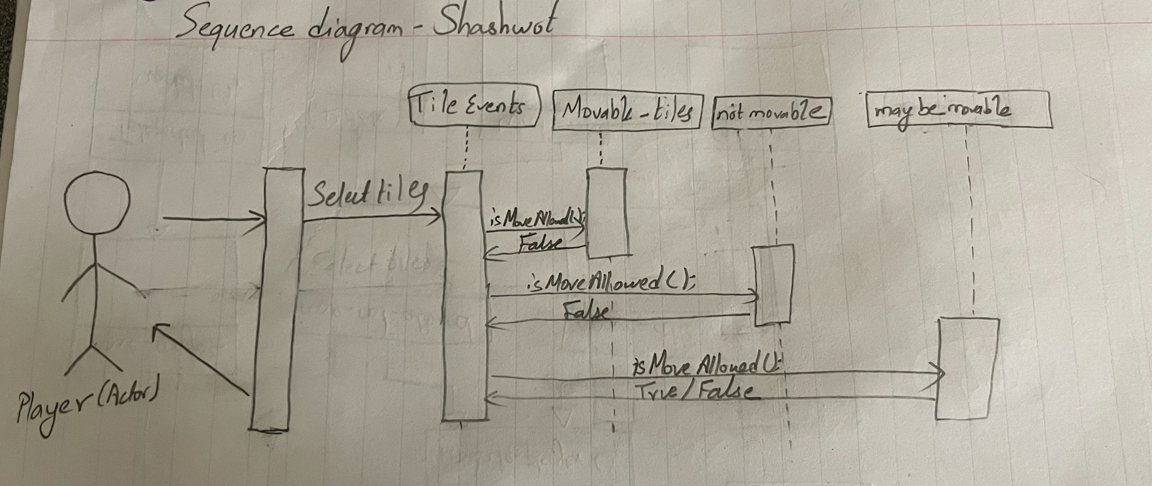 Sequence diagram - Shashwot
Tile Events
Movable-tiles
not movable
may be movable
Select tiles
isMoveAllowed();
False
isMoveAllowed();
False
isMoveAllowed();
True/False
Player (Actor)